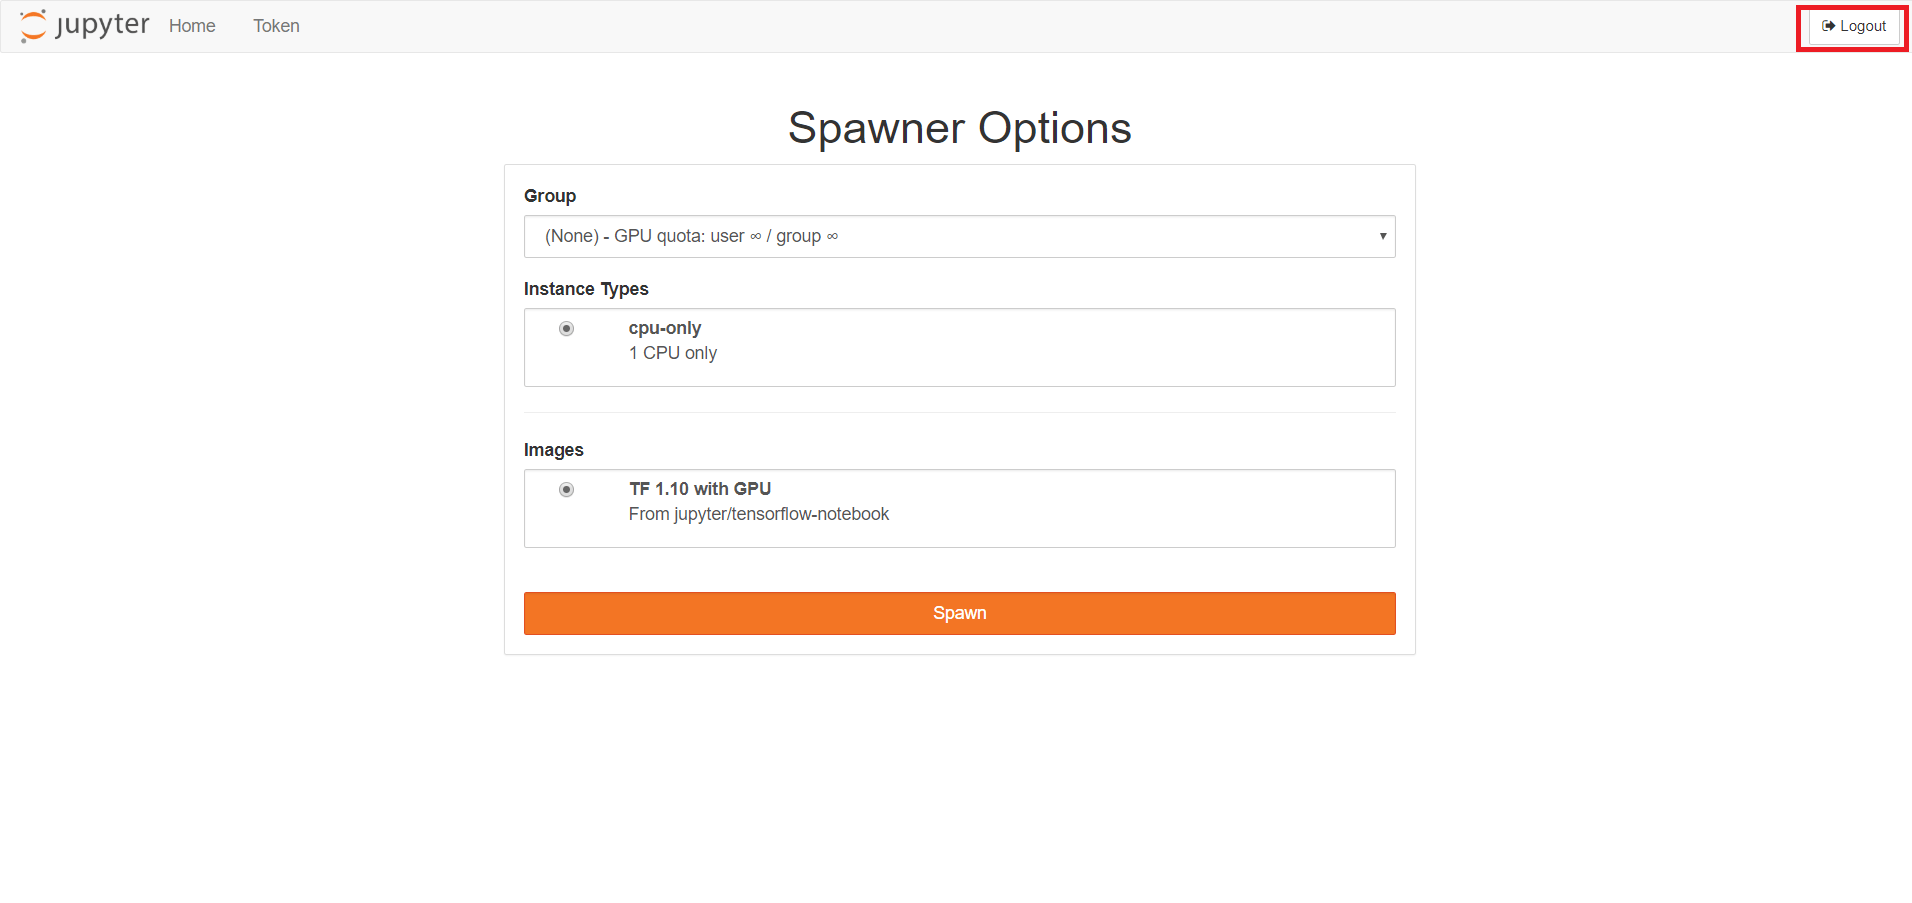 jupyter Home Token Logout
Spawner Options
Group
(None) - GPU quota: user ∞ / group ∞
Instance Types
cpu-only
1 CPU only
Images
TF 1.10 with GPU
From jupyter/tensorflow-notebook
Spawn